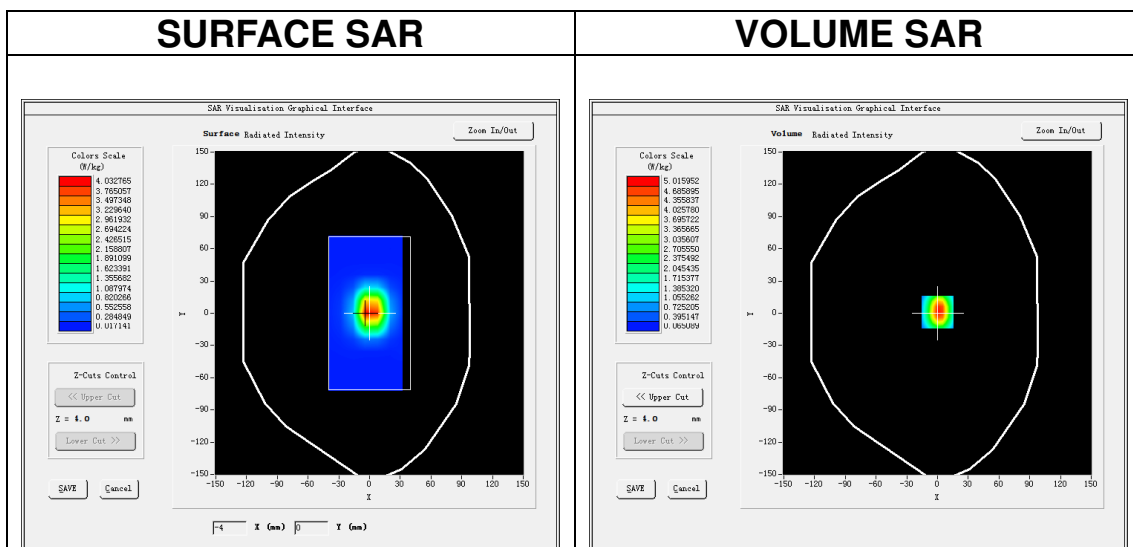 SURFACE SAR
VOLUME SAR
SAR Visualisation Graphical Interface
Surface Radiated Intensity
Zoom In/Out
Colors Scale
(W/kg)
4.032765
3.765057
3.497348
3.229640
2.961932
2.694224
2.426515
2.158807
1.891099
1.623391
1.355682
1.087974
0.820266
0.552558
0.284849
0.017141
Z-Cuts Control
<< Upper Cut
Z = 4.0 mm
Lower Cut >>
SAVE Cancel
150
120
90
60
30
0
-30
-60
-90
-120
-150
Y
-150 -120 -90 -60 -30 0 30 60 90 120 150
X
-4 X (mm) 0 Y (mm)
SAR Visualisation Graphical Interface
Volume Radiated Intensity
Zoom In/Out
Colors Scale
(W/kg)
5.015952
4.685895
4.355837
4.025780
3.695722
3.365665
3.035607
2.705550
2.375492
2.045435
1.715377
1.385320
1.055262
0.725205
0.395147
0.065089
Z-Cuts Control
<< Upper Cut
Z = 4.0 mm
Lower Cut >>
SAVE Cancel
150
120
90
60
30
0
-30
-60
-90
-120
-150
Y
-150 -120 -90 -60 -30 0 30 60 90 120 150
X